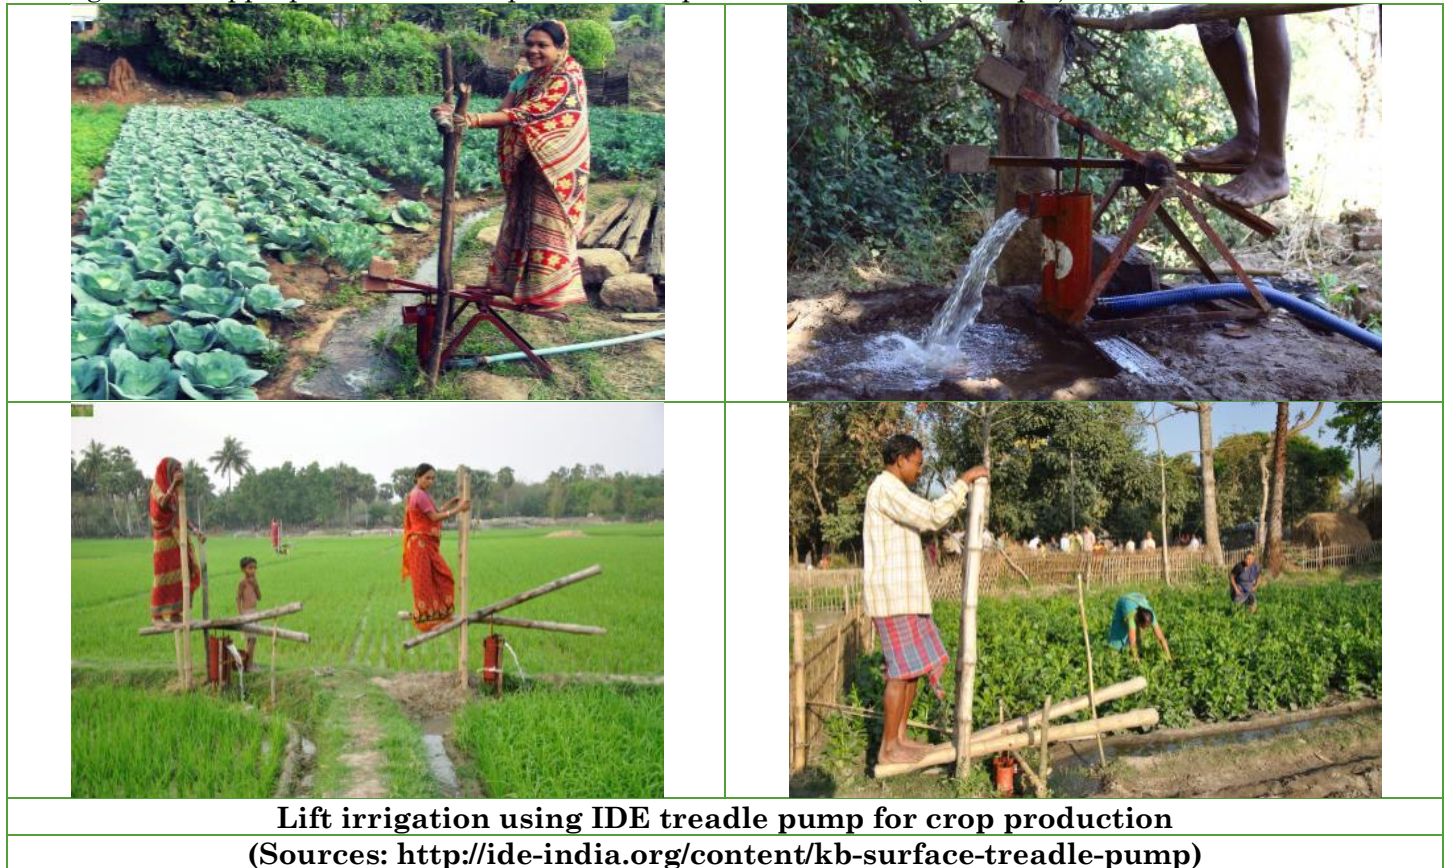 Lift irrigation using IDE treadle pump for crop production
(Sources: http://ide-india.org/content/kb-surface-treadle-pump)